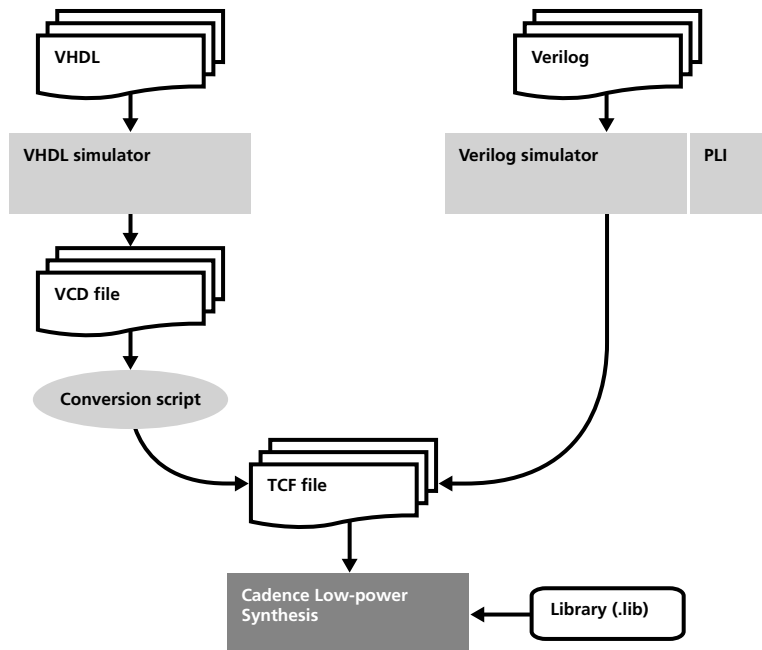 VHDL
Verilog
VHDL simulator
Verilog simulator
PLI
VCD file
Conversion script
TCF file
Cadence Low-power
Synthesis
Library (.lib)